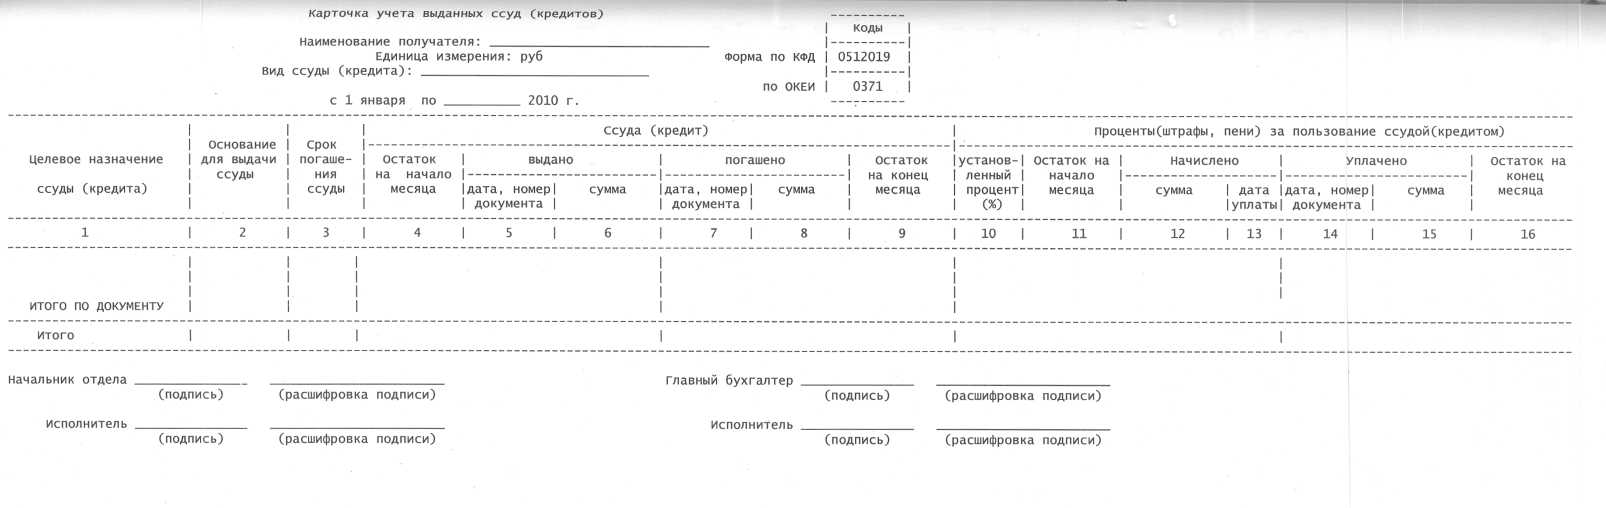 Карточка учета выданных ссуд (кредитов)
Коды
Наименование получателя:
Единица измерения: руб Форма по КФД 0512019
Вид ссуды (кредита):
по ОКЕИ 0371
с 1 января по __________ 2010 г.
Ссуда (кредит) Проценты(штрафы, пени) за пользование ссудой(кредитом)
Основание Срок
Целевое назначение для выдачи погаше- Остаток выдано погашено Остаток установ- Остаток на Начислено Уплачено Остаток на
ссуды ния на начало на конец ленный начало конец
ссуды (кредита) ссуды месяца дата, номер сумма дата, номер сумма месяца процент месяца сумма дата дата, номер сумма месяца
документа документа (%) уплаты документа
1 2 3 4 5 6 7 8 9 10 11 12 13 14 15 16
ИТОГО ПО ДОКУМЕНТУ
Итого
Начальник отдела Главный бухгалтер
(подпись) (расшифровка подписи) (подпись) (расшифровка подписи)
Исполнитель Исполнитель
(подпись) (расшифровка подписи) (подпись) (расшифровка подписи)